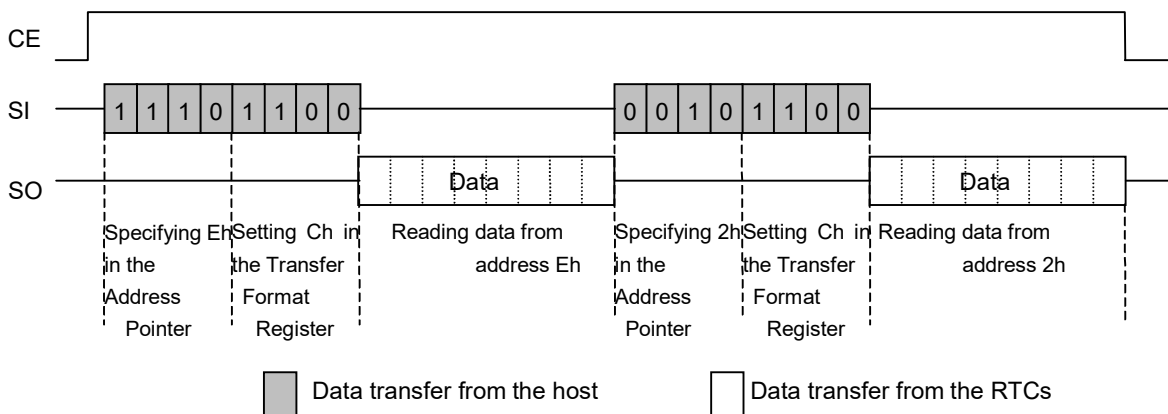 CE
SI 1 1 1 0 1 1 0 0 0 0 1 0 1 1 0 0
SO Data Data
Specifying Eh
in the
Address
Pointer
Setting Ch in
the Transfer
Format
Register
Reading data from
address Eh
Specifying 2h
in the
Address
Pointer
Setting Ch in
the Transfer
Format
Register
Reading data from
address 2h
Data transfer from the host
Data transfer from the RTCs